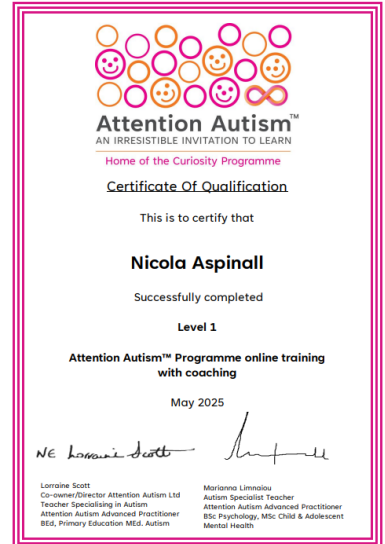 Attention Autism™
AN IRRESISTIBLE INVITATION TO LEARN
Home of the Curiosity Programme
Certificate Of Qualification
This is to certify that
Nicola Aspinall
Successfully completed
Level 1
Attention Autism™ Programme online training
with coaching
May 2025
NE Lorraine Scott
Lorraine Scott
Co-owner/Director Attention Autism Ltd
Teacher Specialising in Autism
Attention Autism Advanced Practitioner
BEd, Primary Education MEd. Autism
Marianna Limnaiou
Autism Specialist Teacher
Attention Autism Advanced Practitioner
BSc Psychology, MSc Child & Adolescent
Mental Health